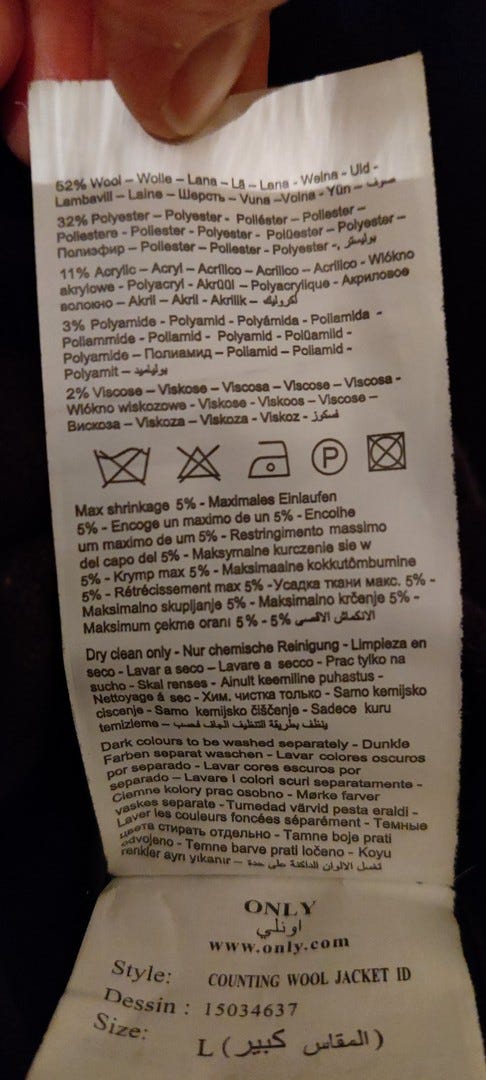 52% Wool – Wolle – Lana – Lã – Lana - Wełna - Uld -
Lambavill – Laine – Шерсть – Vuna –Volna - Yün – صوف
32% Polyester – Polyester - Poliéster – Poliester –
Poliestere - Poliester - Polyester - Polüester – Polyester –
Полиэфир – Poliester – Poliester - Polyester -, بوليستر
11% Acrylic – Acryl – Acrílico – Acrílico – Acrilico - Włókno
akrylowe - Polyacryl - Akrüül – Polyacrylique - Акриловое
волокно – Akril – Akril - Akrilik – أكروليك
3% Polyamide - Polyamid - Polyámida - Poliamida -
Poliammide - Poliamid - Polyamid - Polüamiid -
Polyamide – Полиамид – Poliamid – Poliamid -
Polyamit – بولياميد
2% Viscose – Viskose – Viscosa – Viscose – Viscosa -
Włókno wiskozowe - Viskose - Viskoos – Viscose –
Вискоза – Viskoza – Viskoza - Viskoz - فسكوز
P
Max shrinkage 5% - Maximales Einlaufen
5% - Encoge un maximo de un 5% - Encolhe
um maximo de um 5% - Restringimento massimo
del capo del 5% - Maksymalne kurczenie sie w
5% - Krymp max 5% - Maksimaalne kokkutõmbumine
5% - Rétrécissement max 5% -Усадка ткани макс. 5% -
Maksimalno skupljanje 5% - Maksimalno krčenje 5% -
Maksimum çekme oranı 5% - 5% الانكماش الاقصى
Dry clean only - Nur chemische Reinigung - Limpieza en
seco – Lavar a seco – Lavare a secco - Prac tylko na
sucho - Skal renses - Ainult keemiline puhastus -
Nettoyage à sec - Хим. чистка только - Samo kemijsko
ciscenje - Samo kemijsko čiščenje - Sadece kuru
temizleme – ينظف بطريقة التنظيف الجاف فحسب
Dark colours to be washed separately - Dunkle
Farben separat waschen - Lavar colores oscuros
por separado – Lavar cores escuros por
separado – Lavare i colori scuri separatamente -
Ciemne kolory prac osobno - Mørke farver
vaskes separate - Tumedad värvid pesta eraldi -
Laver les couleurs foncées séparément - Темные
цвета стирать отдельно - Tamne boje prati
odvojeno - Temne barve prati ločeno - Koyu
renkler ayrı yıkanır – تغسل الالوان الداكنة على حدة
ONLY
اونلي
www.only.com
Style: COUNTING WOOL JACKET ID
Dessin : 15034637
Size: L (المقاس كبير)